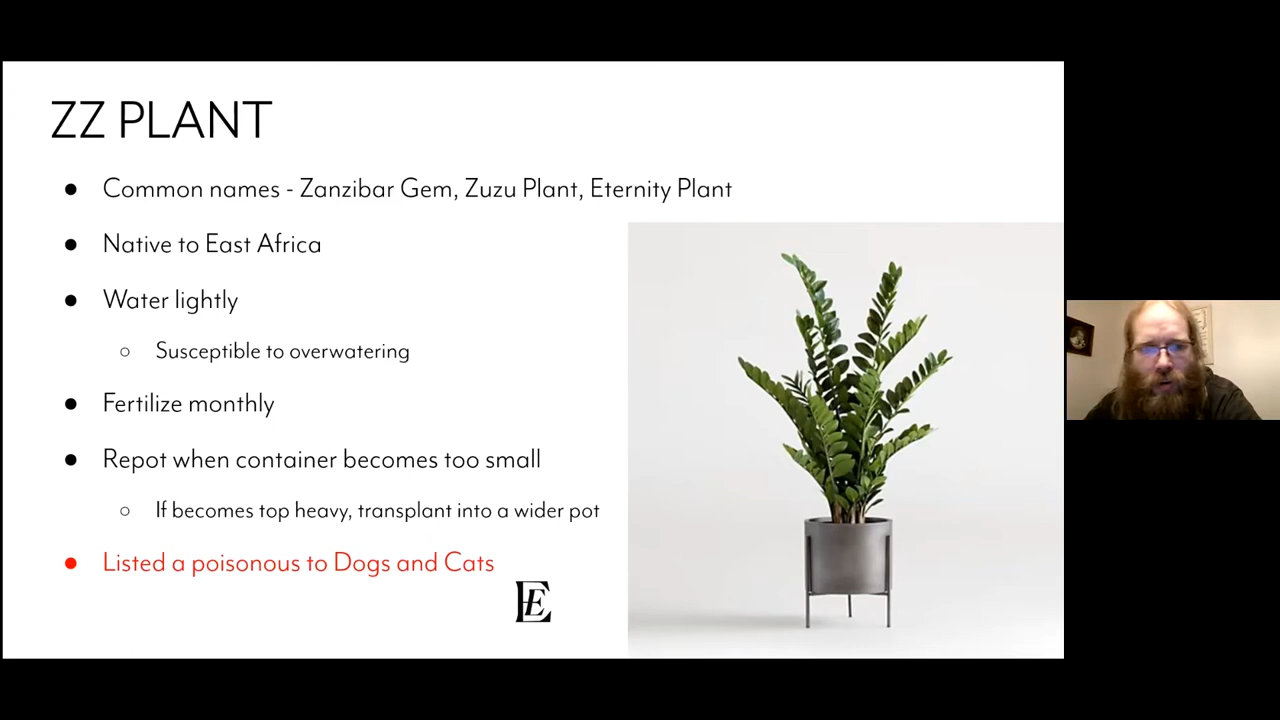 ZZ PLANT
● Common names - Zanzibar Gem, Zuzu Plant, Eternity Plant
● Native to East Africa
● Water lightly
○ Susceptible to overwatering
● Fertilize monthly
● Repot when container becomes too small
○ If becomes top heavy, transplant into a wider pot
● Listed a poisonous to Dogs and Cats
EE